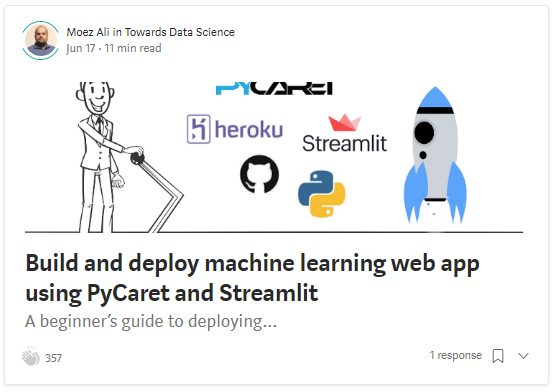 Moez Ali in Towards Data Science
Jun 17 · 11 min read
PYCARET
heroku
Streamlit
Build and deploy machine learning web app
using PyCaret and Streamlit
A beginner's guide to deploying...
357
1 response